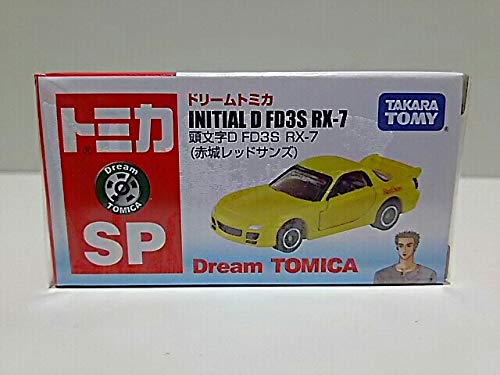 トミカ
Dream
TOMICA
SP
ドリームトミカ
INITIAL D FD3S RX-7
頭文字D FD3S RX-7
(赤城レッドサンズ)
TAKARA
TOMY
Dream TOMICA